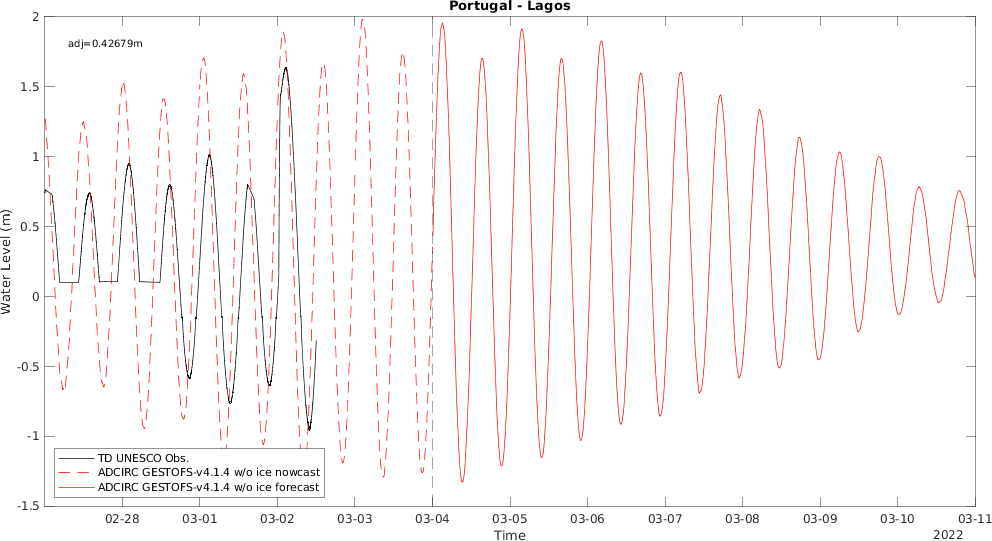 Portugal - Lagos
adj=0.42679m
2
1.5
1
0.5
0
-0.5
-1
-1.5
Water Level (m)
TD UNESCO Obs.
ADCIRC GESTOFS-v4.1.4 w/o ice nowcast
ADCIRC GESTOFS-v4.1.4 w/o ice forecast
02-28 03-01 03-02 03-03 03-04 03-05 03-06 03-07 03-08 03-09 03-10 03-11
Time
2022